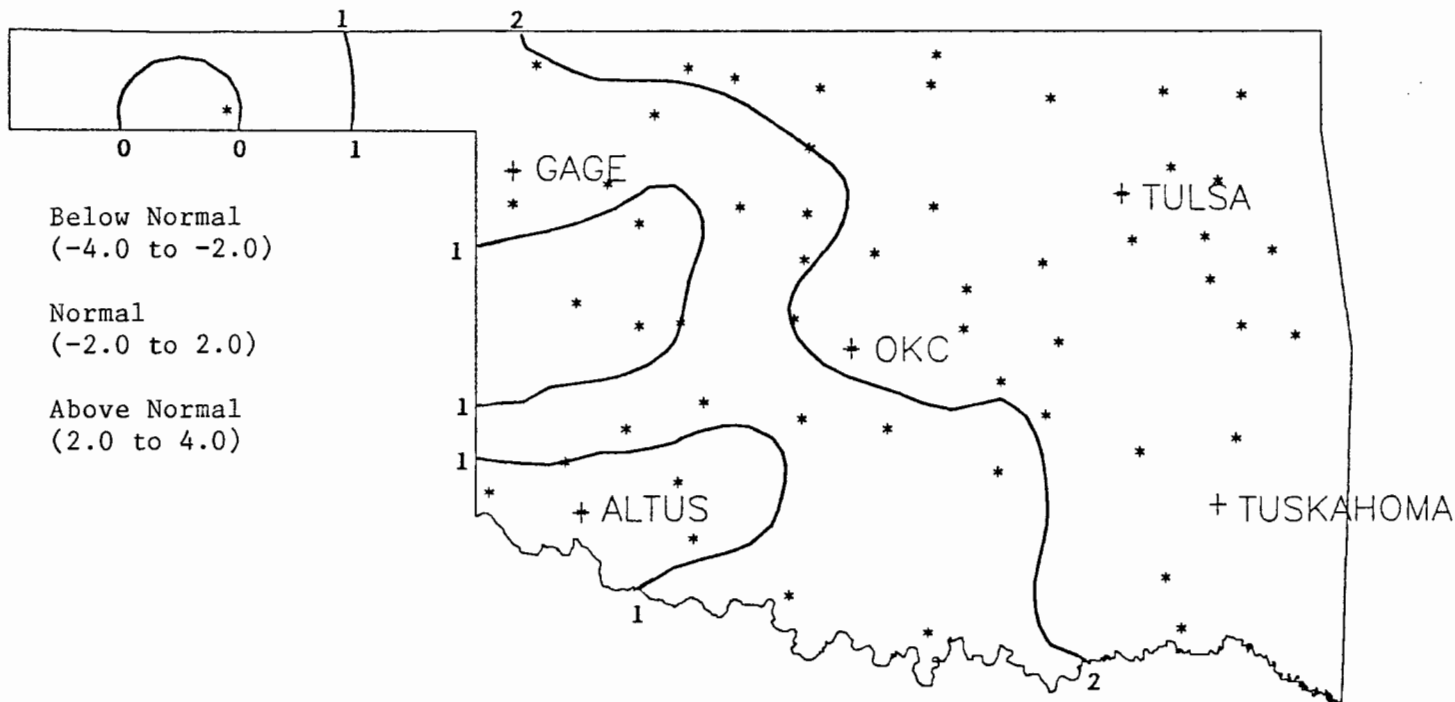 1
2
0
0
1
GAGE
TULSA
Below Normal
(-4.0 to -2.0)
1
Normal
(-2.0 to 2.0)
OKC
Above Normal
(2.0 to 4.0)
1
1
ALTUS
TUSKAHOMA
1
2